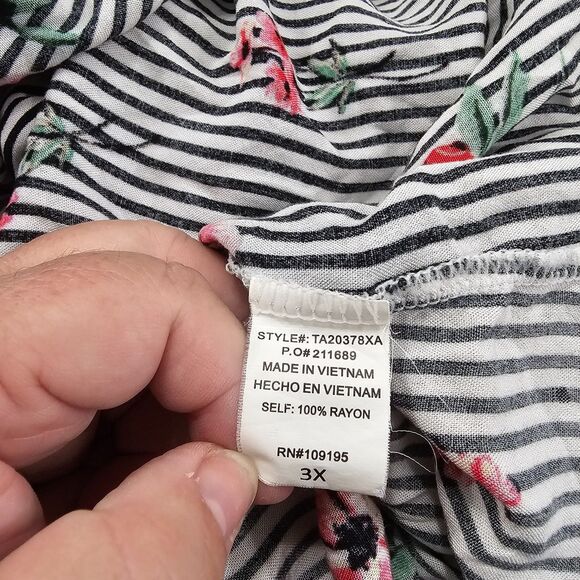 STYLE#: TA20378XA
P.O# 211689
MADE IN VIETNAM
HECHO EN VIETNAM
SELF: 100% RAYON
RN#109195
3X